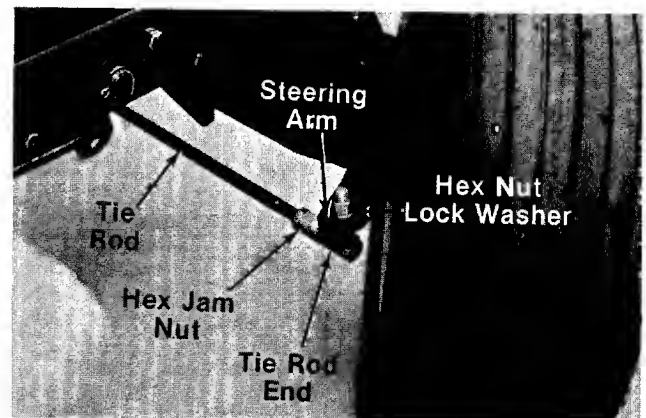 Steering
Arm
Hex Nut
Lock Washer
Tie
Rod
Hex Jam
Nut
Tie Rod
End